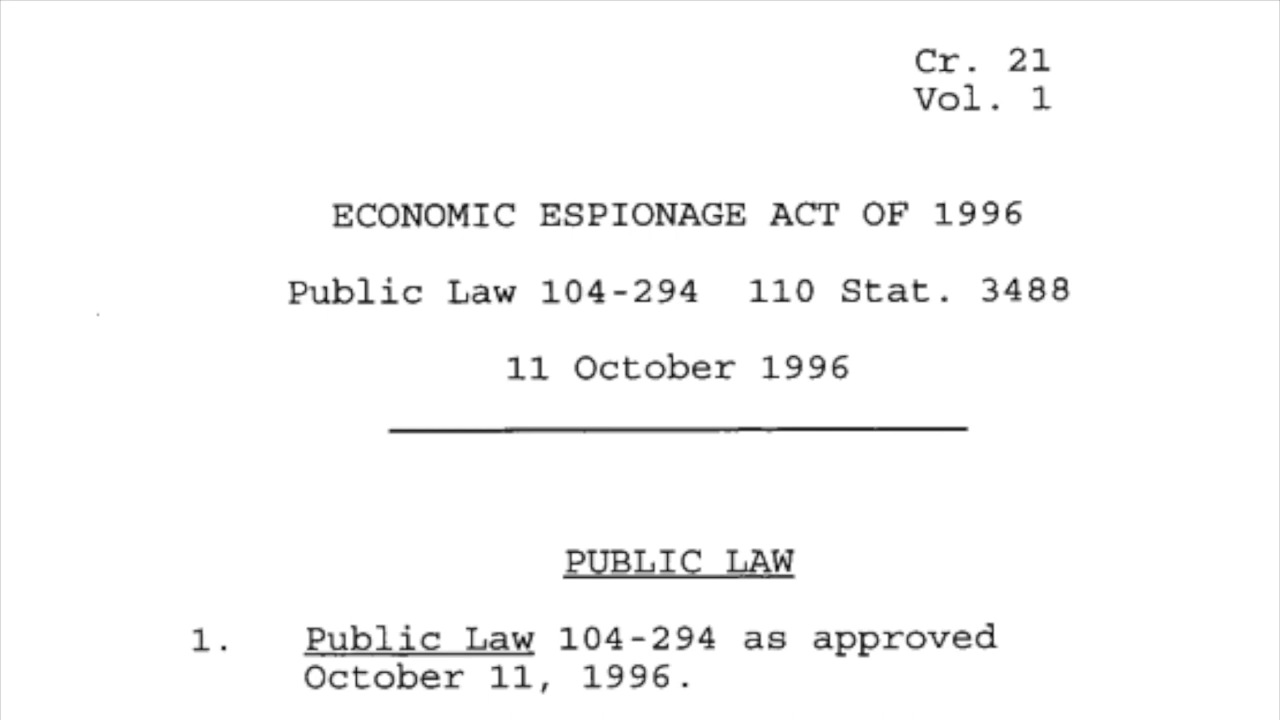 Cr. 21
Vol. 1
ECONOMIC ESPIONAGE ACT OF 1996
Public Law 104-294 110 Stat. 3488
11 October 1996
PUBLIC LAW
1. Public Law 104-294 as approved
October 11, 1996.